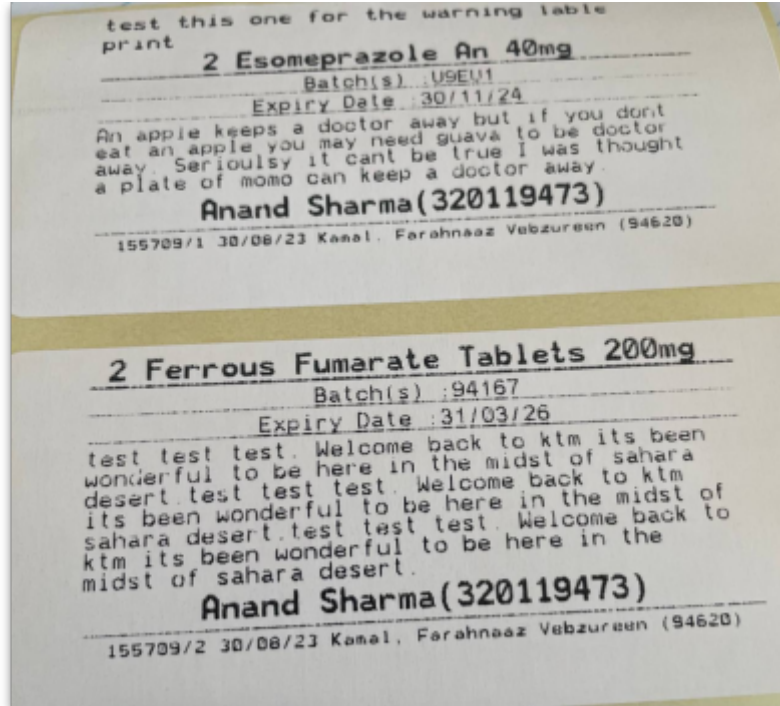 test this one for the warning lable
print
2 Esomeprazole An 40mg
Batch(s) :U9EU1
Expiry Date :30/11/24
An apple keeps a doctor away but if you dont
eat an apple you may need guava to be doctor
away. Serioulsy it cant be true I was thought
a plate of momo can keep a doctor away.
Anand Sharma(320119473)
155709/1 30/08/23 Kamal, Farahnaaz Vebzureen (94620)
2 Ferrous Fumarate Tablets 200mg
Batch(s) :94167
Expiry Date :31/03/26
test test test. Welcome back to ktm its been
wonderful to be here in the midst of sahara
desert.test test test. Welcome back to ktm
its been wonderful to be here in the midst of
sahara desert.test test test. Welcome back to
ktm its been wonderful to be here in the
midst of sahara desert.
Anand Sharma(320119473)
155709/2 30/08/23 Kamal, Farahnaaz Vebzureen (94620)